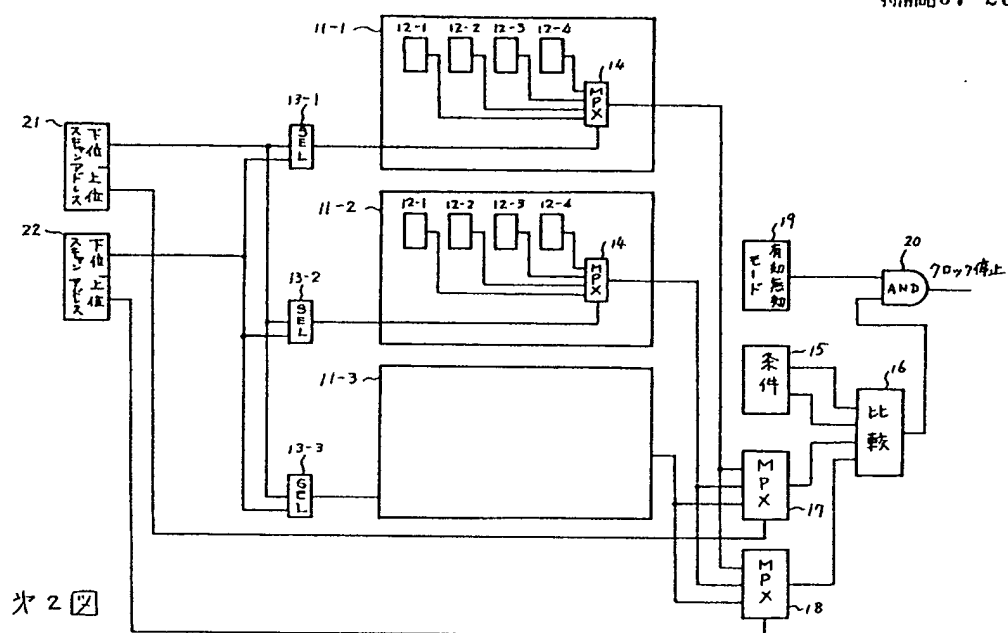 11-1
12-1 12-2 12-3 12-4
14
MPX
13-1
SEL
21
スキャンアドレス
下位
上位
11-2
12-1 12-2 12-3 12-4
14
MPX
22
スキャンアドレス
下位
上位
13-2
SEL
19
モード
有効無効
20
AND
クロック停止
11-3
15
条件
16
比較
13-3
SEL
MPX
17
MPX
18
第2図